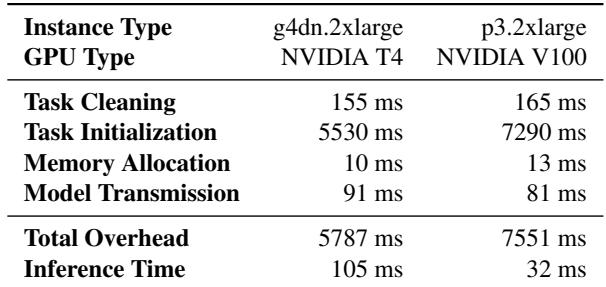 Instance Type g4dn.2xlarge p3.2xlarge
GPU Type NVIDIA T4 NVIDIA V100
Task Cleaning 155 ms 165 ms
Task Initialization 5530 ms 7290 ms
Memory Allocation 10 ms 13 ms
Model Transmission 91 ms 81 ms
Total Overhead 5787 ms 7551 ms
Inference Time 105 ms 32 ms